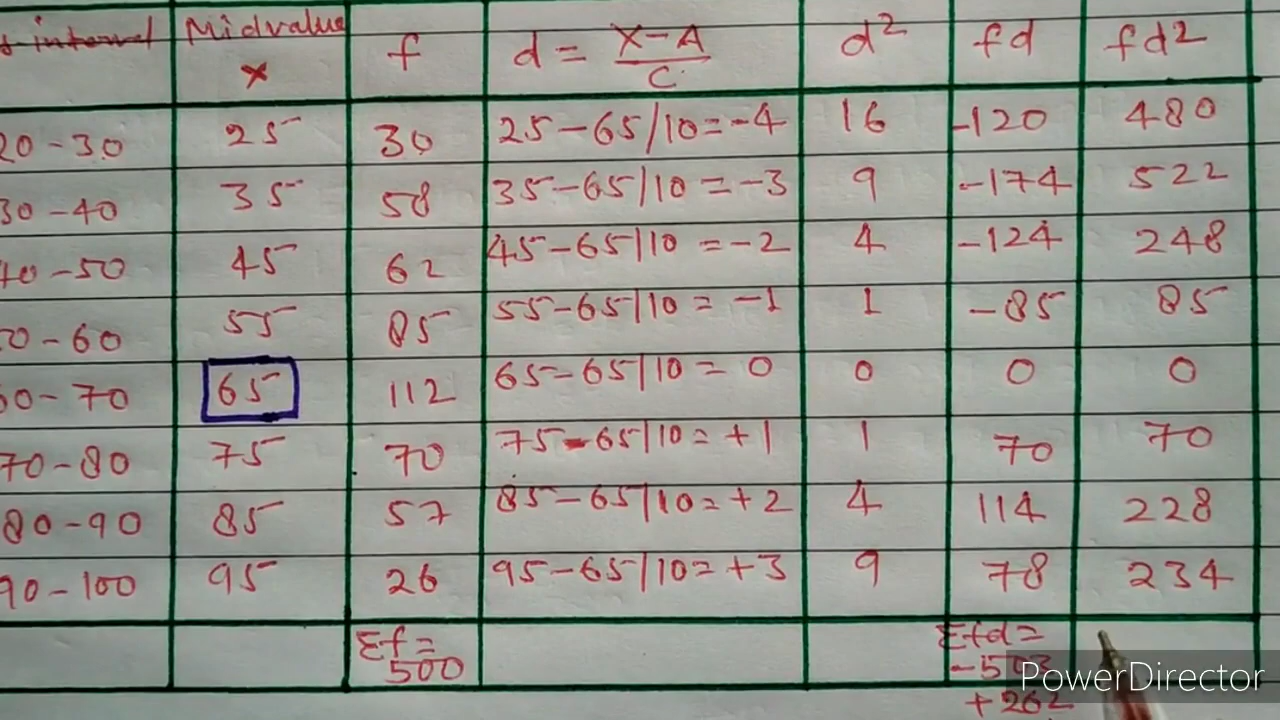 Midvalue x f d = X-A/C d² fd fd2
20-30 25 30 25-65/10=-4 16 -120 480
30-40 35 58 35-65/10=-3 9 -174 522
40-50 45 62 45-65/10=-2 4 -124 248
0-60 55 85 55-65/10=-1 1 -85 85
60-70 65 112 65-65/10=0 0 0 0
70-80 75 70 75-65/10=+1 1 70 70
80-90 85 57 85-65/10=+2 4 114 228
90-100 95 26 95-65/10=+3 9 78 234
Σf= 500 Σfd=
-503
PowerDirector
+262